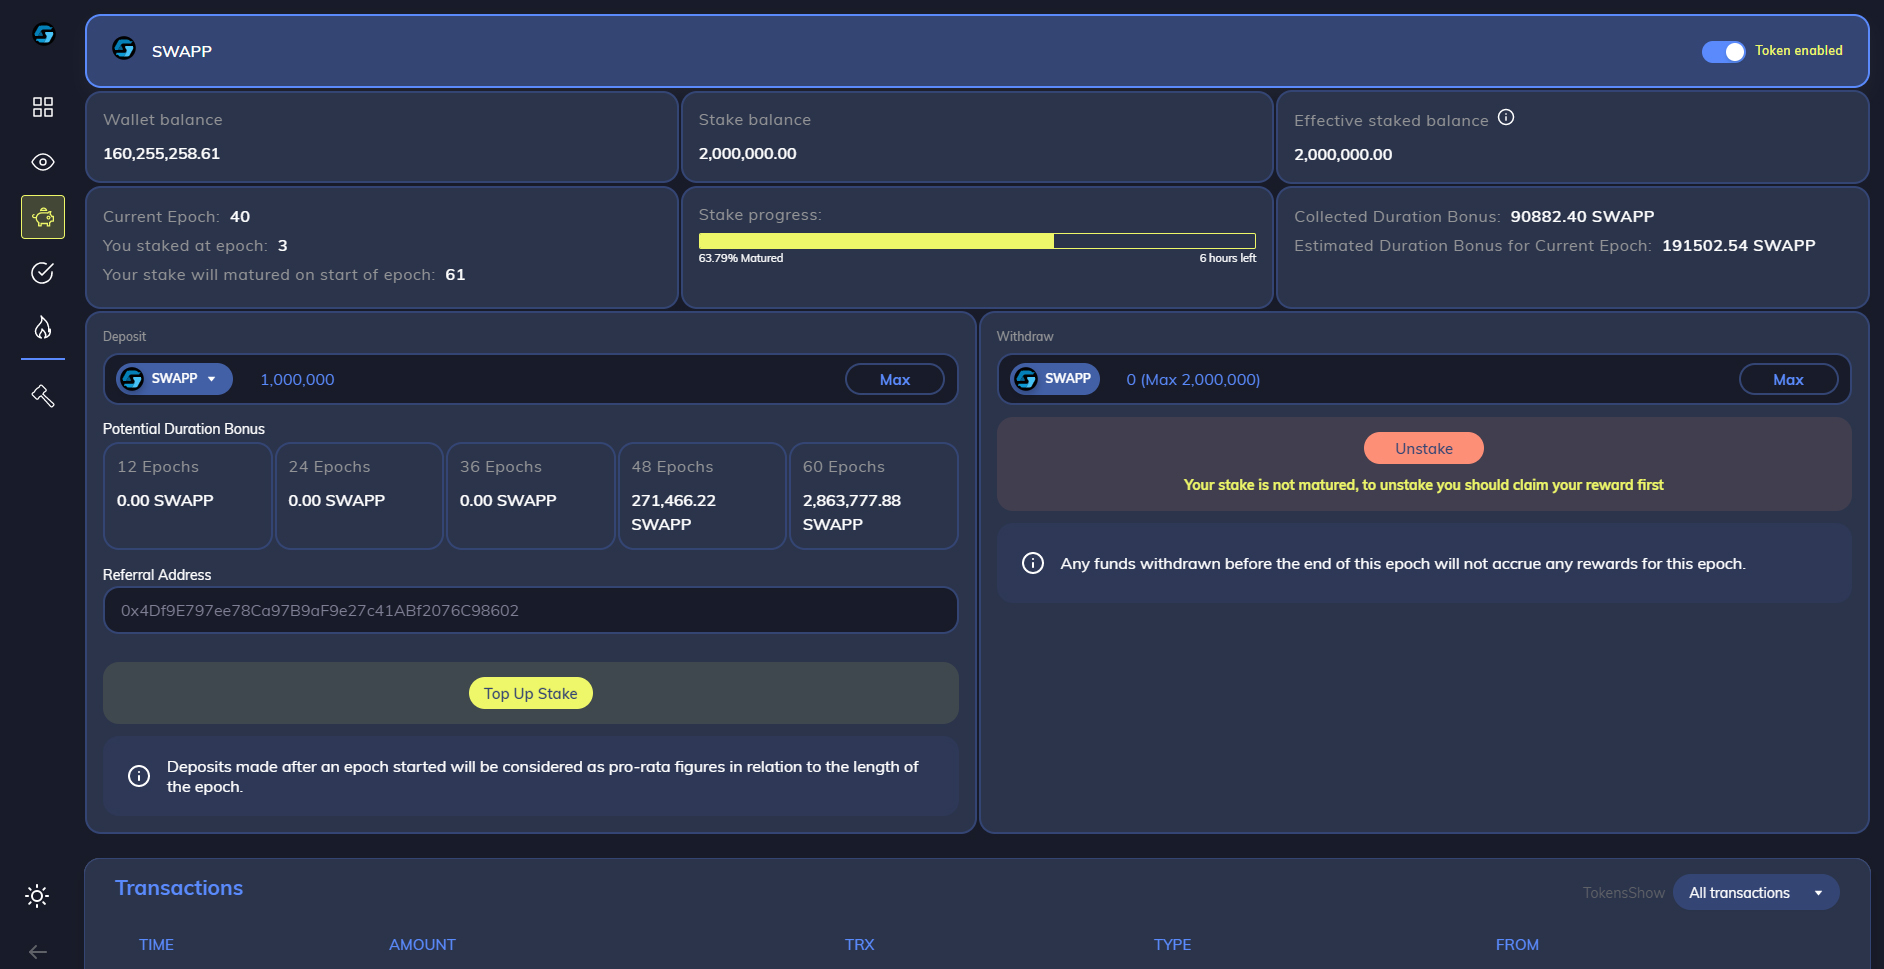 SWAPP
Token enabled
Wallet balance
160,255,258.61
Stake balance
2,000,000.00
Effective staked balance
2,000,000.00
Current Epoch: 40
You staked at epoch: 3
Your stake will matured on start of epoch: 61
Stake progress:
63.79% Matured
6 hours left
Collected Duration Bonus: 90882.40 SWAPP
Estimated Duration Bonus for Current Epoch: 191502.54 SWAPP
Deposit
SWAPP
1,000,000
Max
Potential Duration Bonus
12 Epochs
0.00 SWAPP
24 Epochs
0.00 SWAPP
36 Epochs
0.00 SWAPP
48 Epochs
271,466.22
SWAPP
60 Epochs
2,863,777.88
SWAPP
Referral Address
0x4Df9E797ee78Ca97B9aF9e27c41ABf2076C98602
Top Up Stake
Deposits made after an epoch started will be considered as pro-rata figures in relation to the length of
the epoch.
Withdraw
SWAPP
0 (Max 2,000,000)
Max
Unstake
Your stake is not matured, to unstake you should claim your reward first
Any funds withdrawn before the end of this epoch will not accrue any rewards for this epoch.
Transactions
TokensShow
All transactions
TIME
AMOUNT
TRX
TYPE
FROM